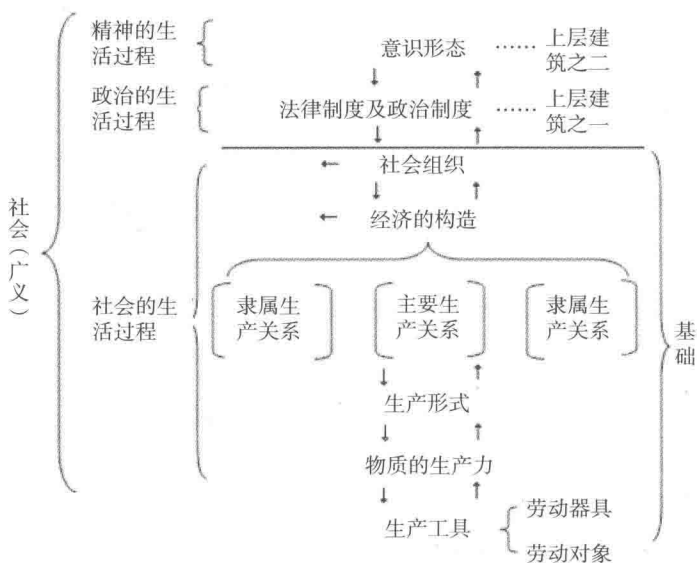 精神的生
活过程
意识形态 …… 上层建
筑之二
政治的生
活过程
法律制度及政治制度 …… 上层建
筑之一
社会(广义)
社会的生
活过程
社会组织
经济的构造
隶属生
产关系
主要生
产关系
隶属生
产关系
生产形式
物质的生产力
生产工具
劳动器具
劳动对象
基础